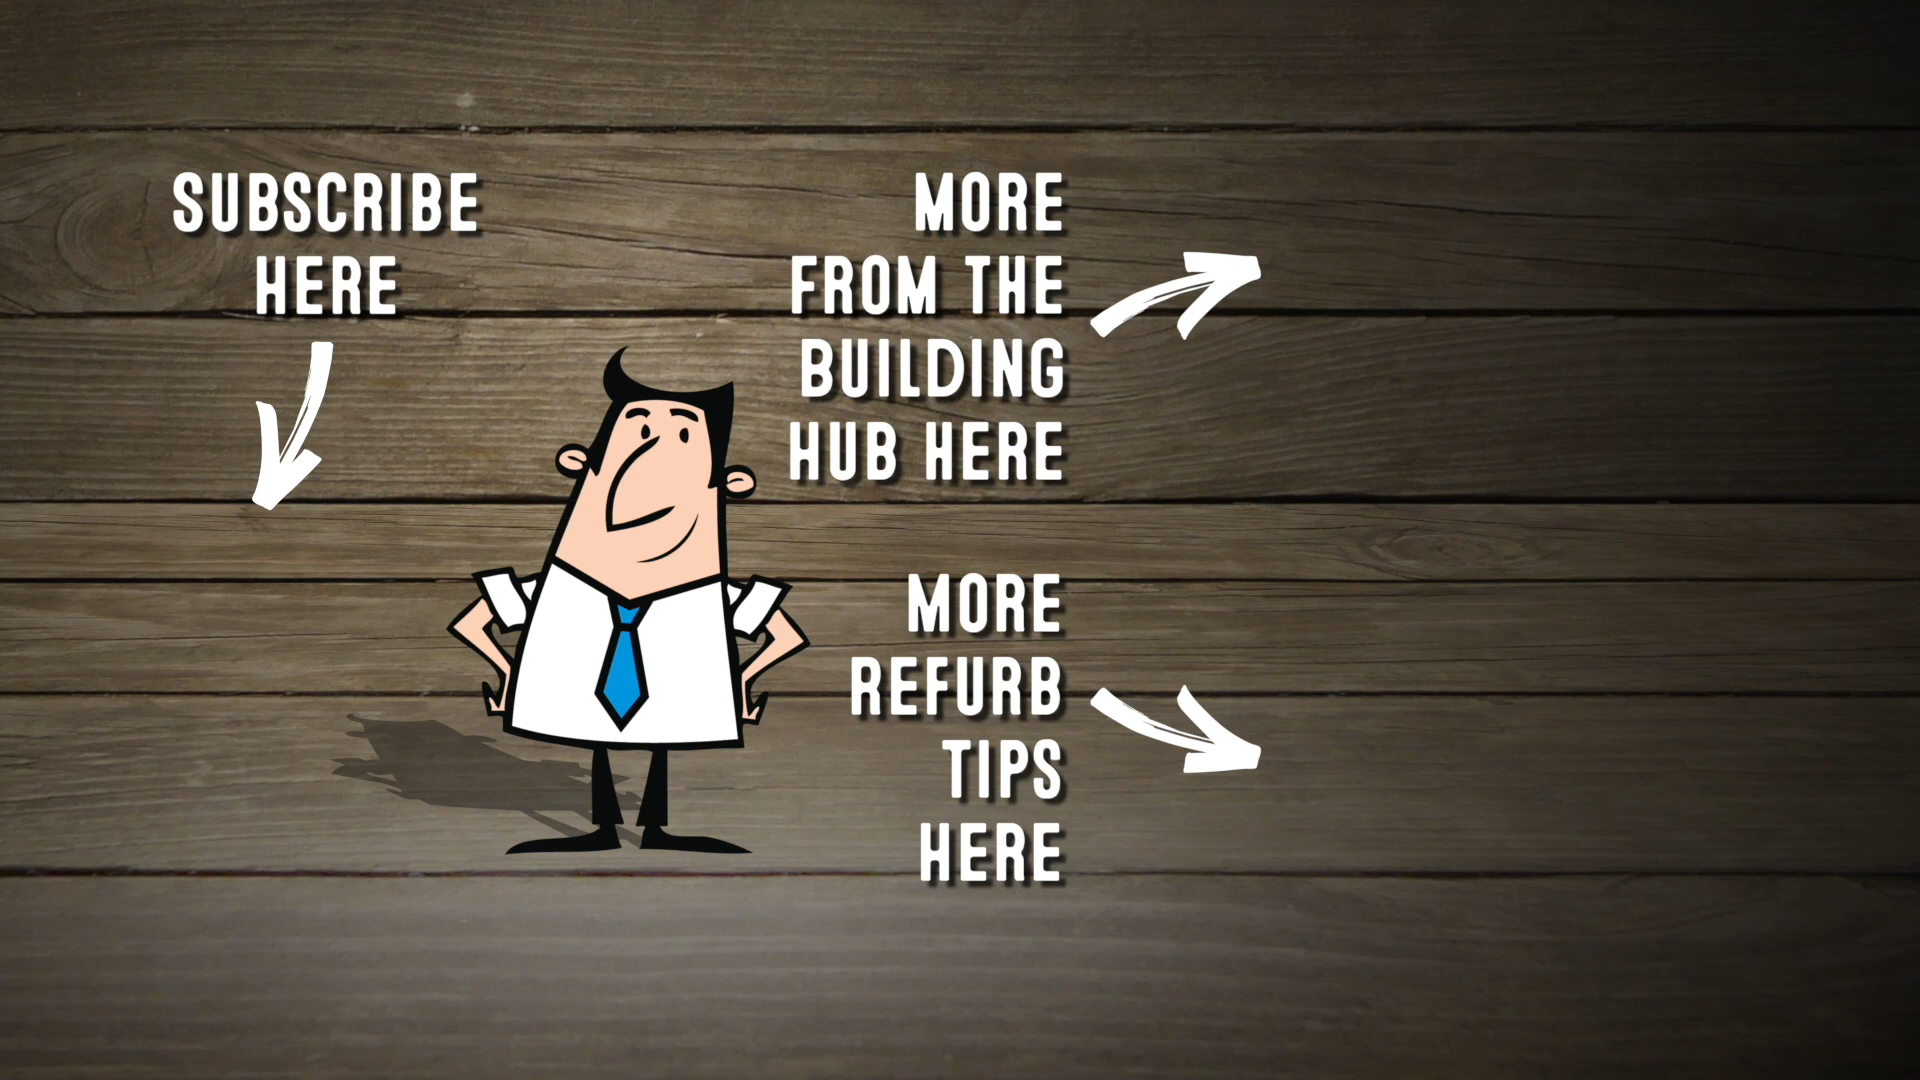 SUBSCRIBE
HERE
MORE
FROM THE
BUILDING
HUB HERE
MORE
REFURB
TIPS
HERE